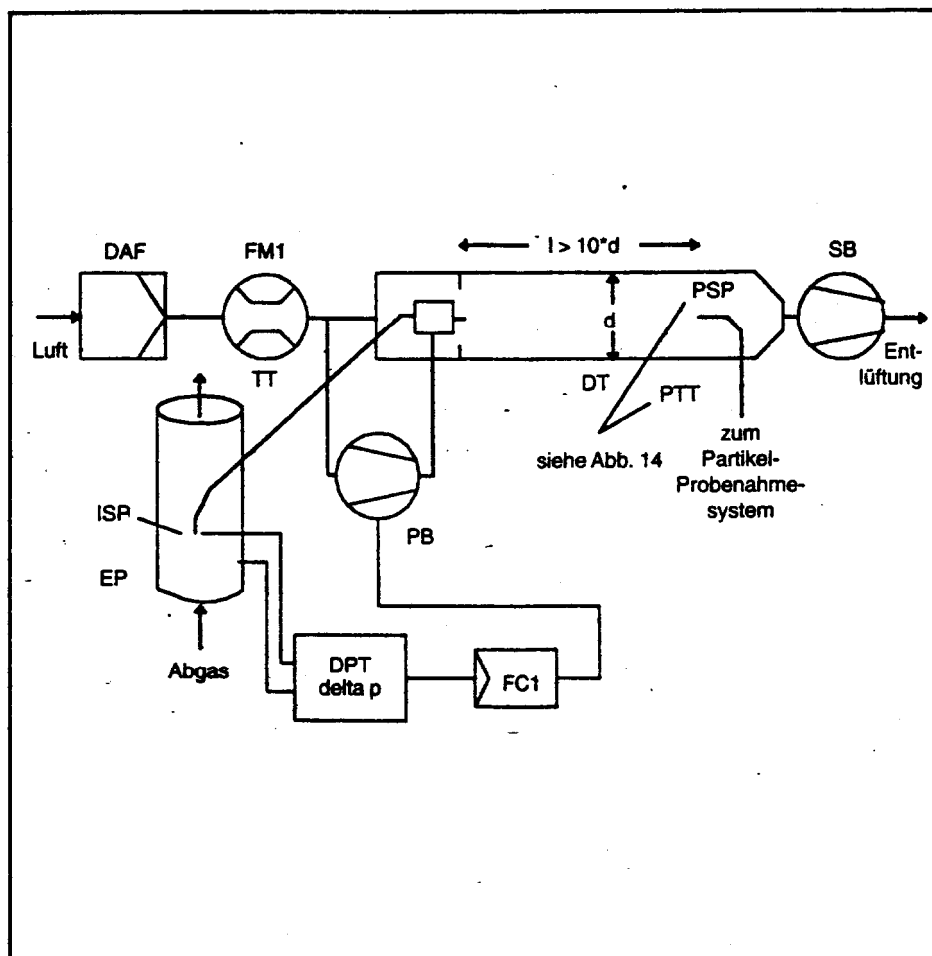 DAF
FM1
l > 10*d
SB
Luft
TT
d
PSP
DT
PTT
Ent-
lüftung
siehe Abb. 14
zum
Partikel-
Probenahme-
system
ISP
EP
PB
Abgas
DPT
delta p
FC1